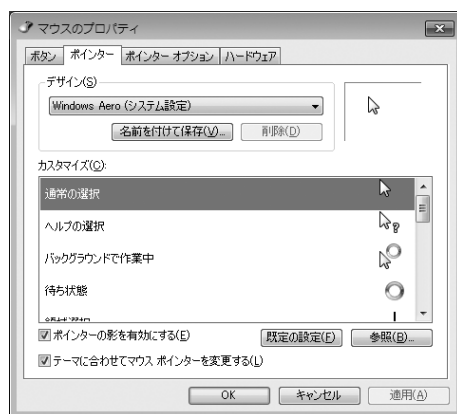 マウスのプロパティ
ボタン ポインター ポインター オプション ハードウェア
デザイン(S)
Windows Aero (システム設定)
名前を付けて保存(V)... 削除(D)
カスタマイズ(C):
通常の選択
ヘルプの選択
バックグラウンドで作業中
待ち状態
領域選択
ポインターの影を有効にする(E) 既定の設定(F) 参照(B)...
テーマに合わせてマウス ポインターを変更する(L)
OK キャンセル 適用(A)